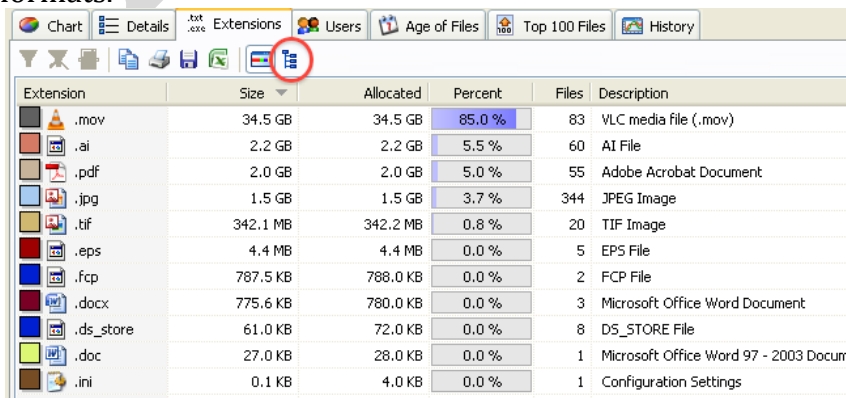 formats.
Chart Details .txt .exe Extensions Users Age of Files 100 Top 100 Files History
Extension Size Allocated Percent Files Description
.mov 34.5 GB 34.5 GB 85.0 % 83 VLC media file (.mov)
.ai 2.2 GB 2.2 GB 5.5 % 60 AI File
.pdf 2.0 GB 2.0 GB 5.0 % 55 Adobe Acrobat Document
.jpg 1.5 GB 1.5 GB 3.7 % 344 JPEG Image
.tif 342.1 MB 342.2 MB 0.8 % 20 TIF Image
.eps 4.4 MB 4.4 MB 0.0 % 5 EPS File
.fcp 787.5 KB 788.0 KB 0.0 % 2 FCP File
.docx 775.6 KB 780.0 KB 0.0 % 3 Microsoft Office Word Document
.ds_store 61.0 KB 72.0 KB 0.0 % 8 DS_STORE File
.doc 27.0 KB 28.0 KB 0.0 % 1 Microsoft Office Word 97 - 2003 Docum
.ini 0.1 KB 4.0 KB 0.0 % 1 Configuration Settings